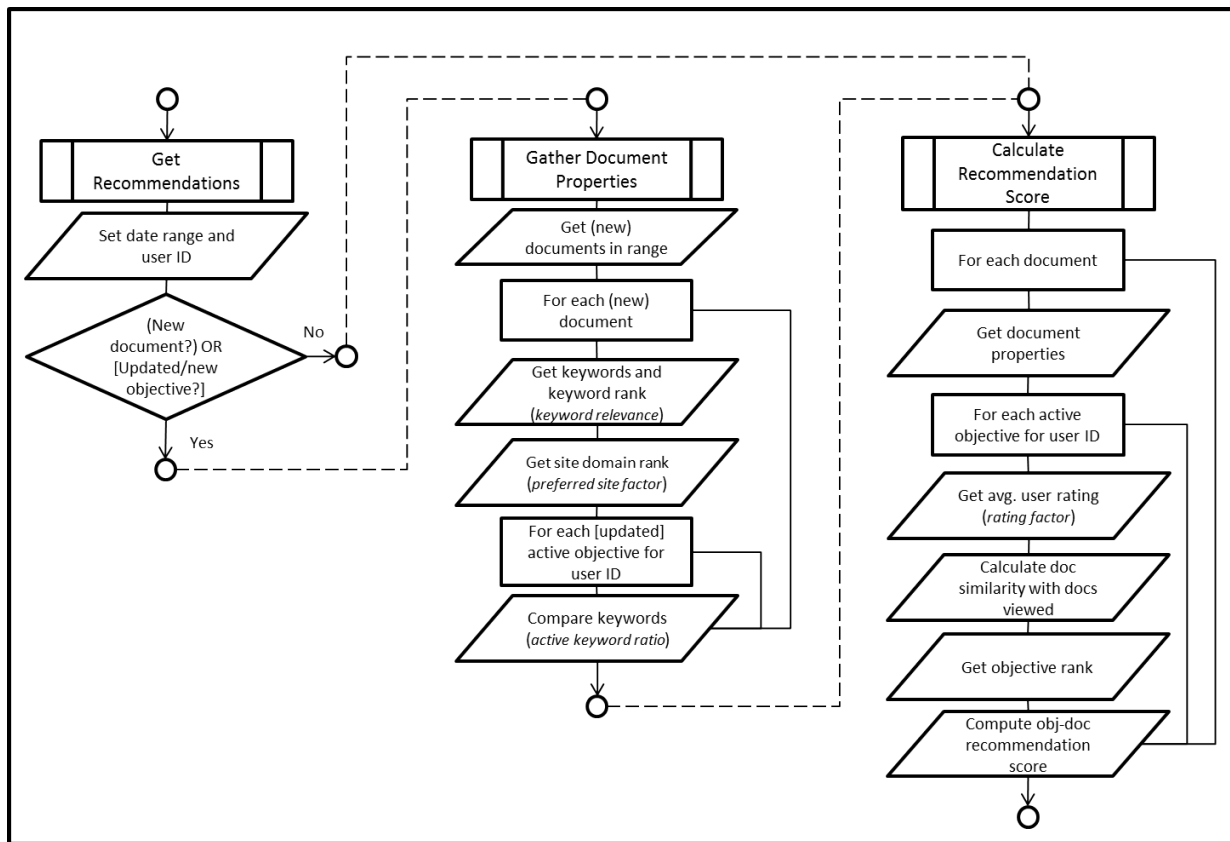 Get
Recommendations
Set date range and
user ID
(New
document?) OR
[Updated/new
objective?]
No
Yes
Gather Document
Properties
Get (new)
documents in range
For each (new)
document
Get keywords and
keyword rank
(keyword relevance)
Get site domain rank
(preferred site factor)
For each [updated]
active objective for
user ID
Compare keywords
(active keyword ratio)
Calculate
Recommendation
Score
For each document
Get document
properties
For each active
objective for user ID
Get avg. user rating
(rating factor)
Calculate doc
similarity with docs
viewed
Get objective rank
Compute obj-doc
recommendation
score